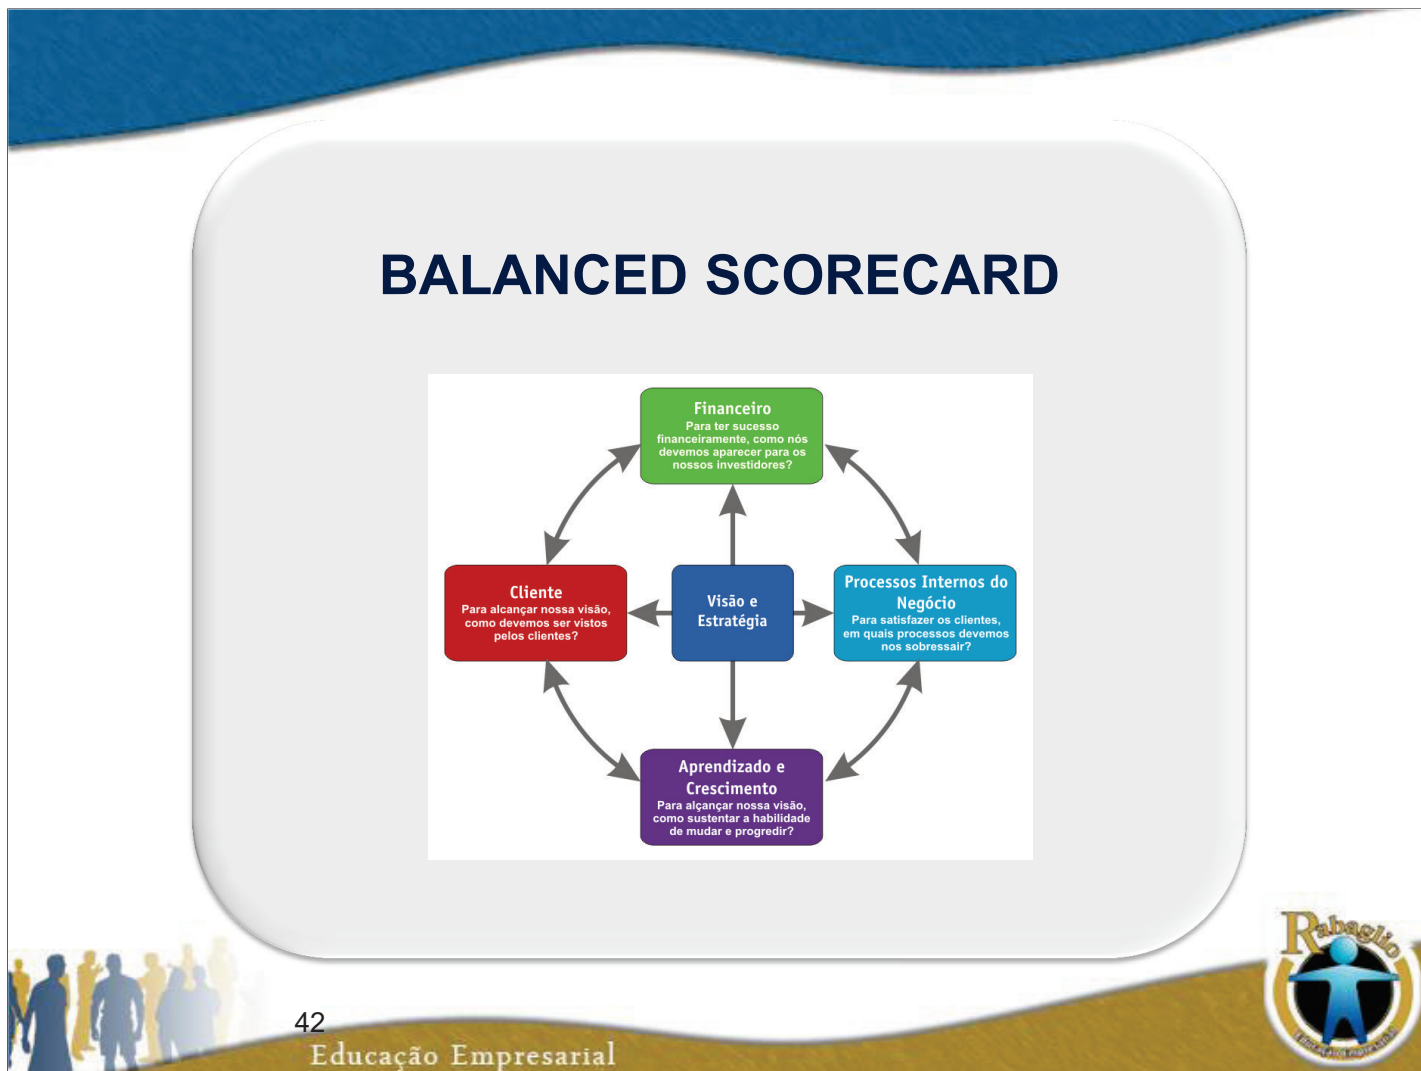 BALANCED SCORECARD
Financeiro
Para ter sucesso
financeiramente, como nós
devemos aparecer para os
nossos investidores?
Cliente
Para alcançar nossa visão,
como devemos ser vistos
pelos clientes?
Visão e
Estratégia
Processos Internos do
Negócio
Para satisfazer os clientes,
em quais processos devemos
nos sobressair?
Aprendizado e
Crescimento
Para alçançar nossa visão,
como sustentar a habilidade
de mudar e progredir?
Rabaglio
Educação Empresarial
42
Educação Empresarial